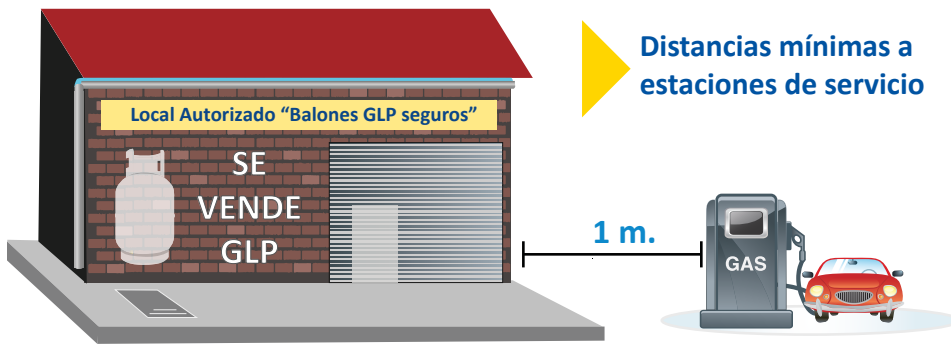 Distancias mínimas a
estaciones de servicio
Local Autorizado “Balones GLP seguros”
SE
VENDE
GLP
1 m.
GAS